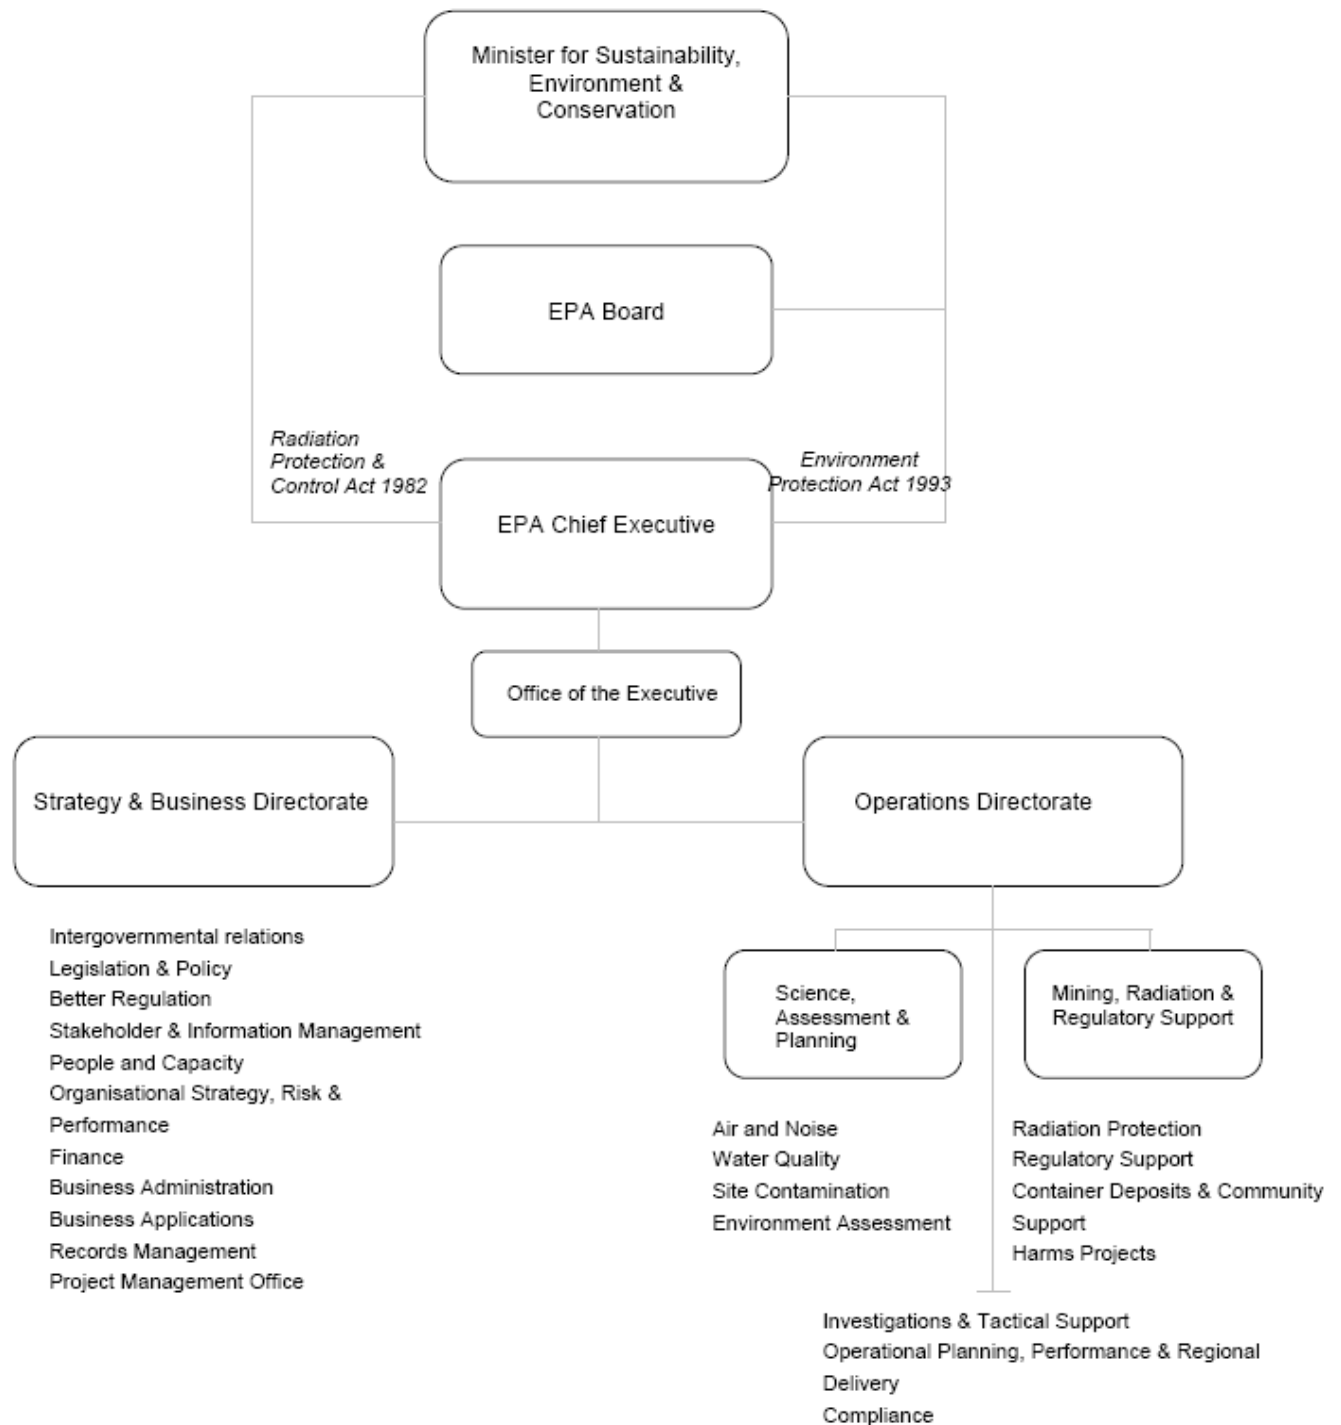 Minister for Sustainability,
Environment &
Conservation
EPA Board
Radiation
Protection &
Control Act 1982
Environment
Protection Act 1993
EPA Chief Executive
Office of the Executive
Strategy & Business Directorate
Operations Directorate
Intergovernmental relations
Legislation & Policy
Better Regulation
Stakeholder & Information Management
People and Capacity
Organisational Strategy, Risk &
Performance
Finance
Business Administration
Business Applications
Records Management
Project Management Office
Science,
Assessment &
Planning
Mining, Radiation &
Regulatory Support
Air and Noise
Water Quality
Site Contamination
Environment Assessment
Radiation Protection
Regulatory Support
Container Deposits & Community
Support
Harms Projects
Investigations & Tactical Support
Operational Planning, Performance & Regional
Delivery
Compliance